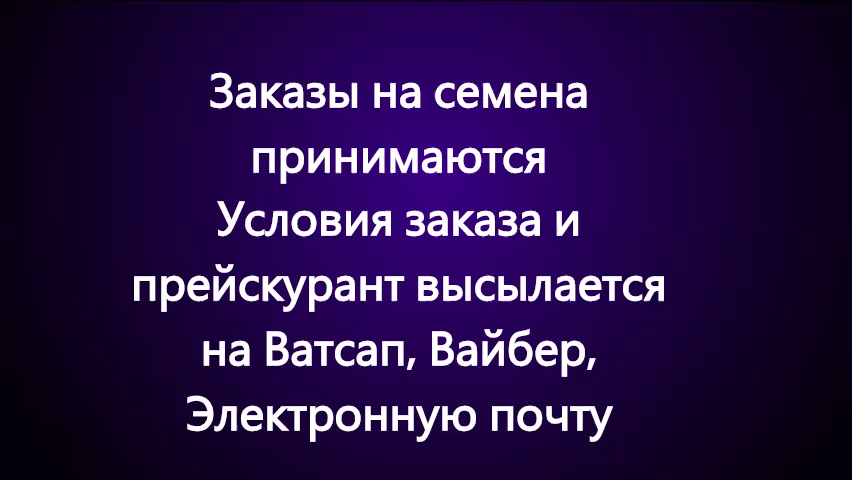 Заказы на семена
принимаются
Условия заказа и
прейскурант высылается
на Ватсап, Вайбер,
Электронную почту